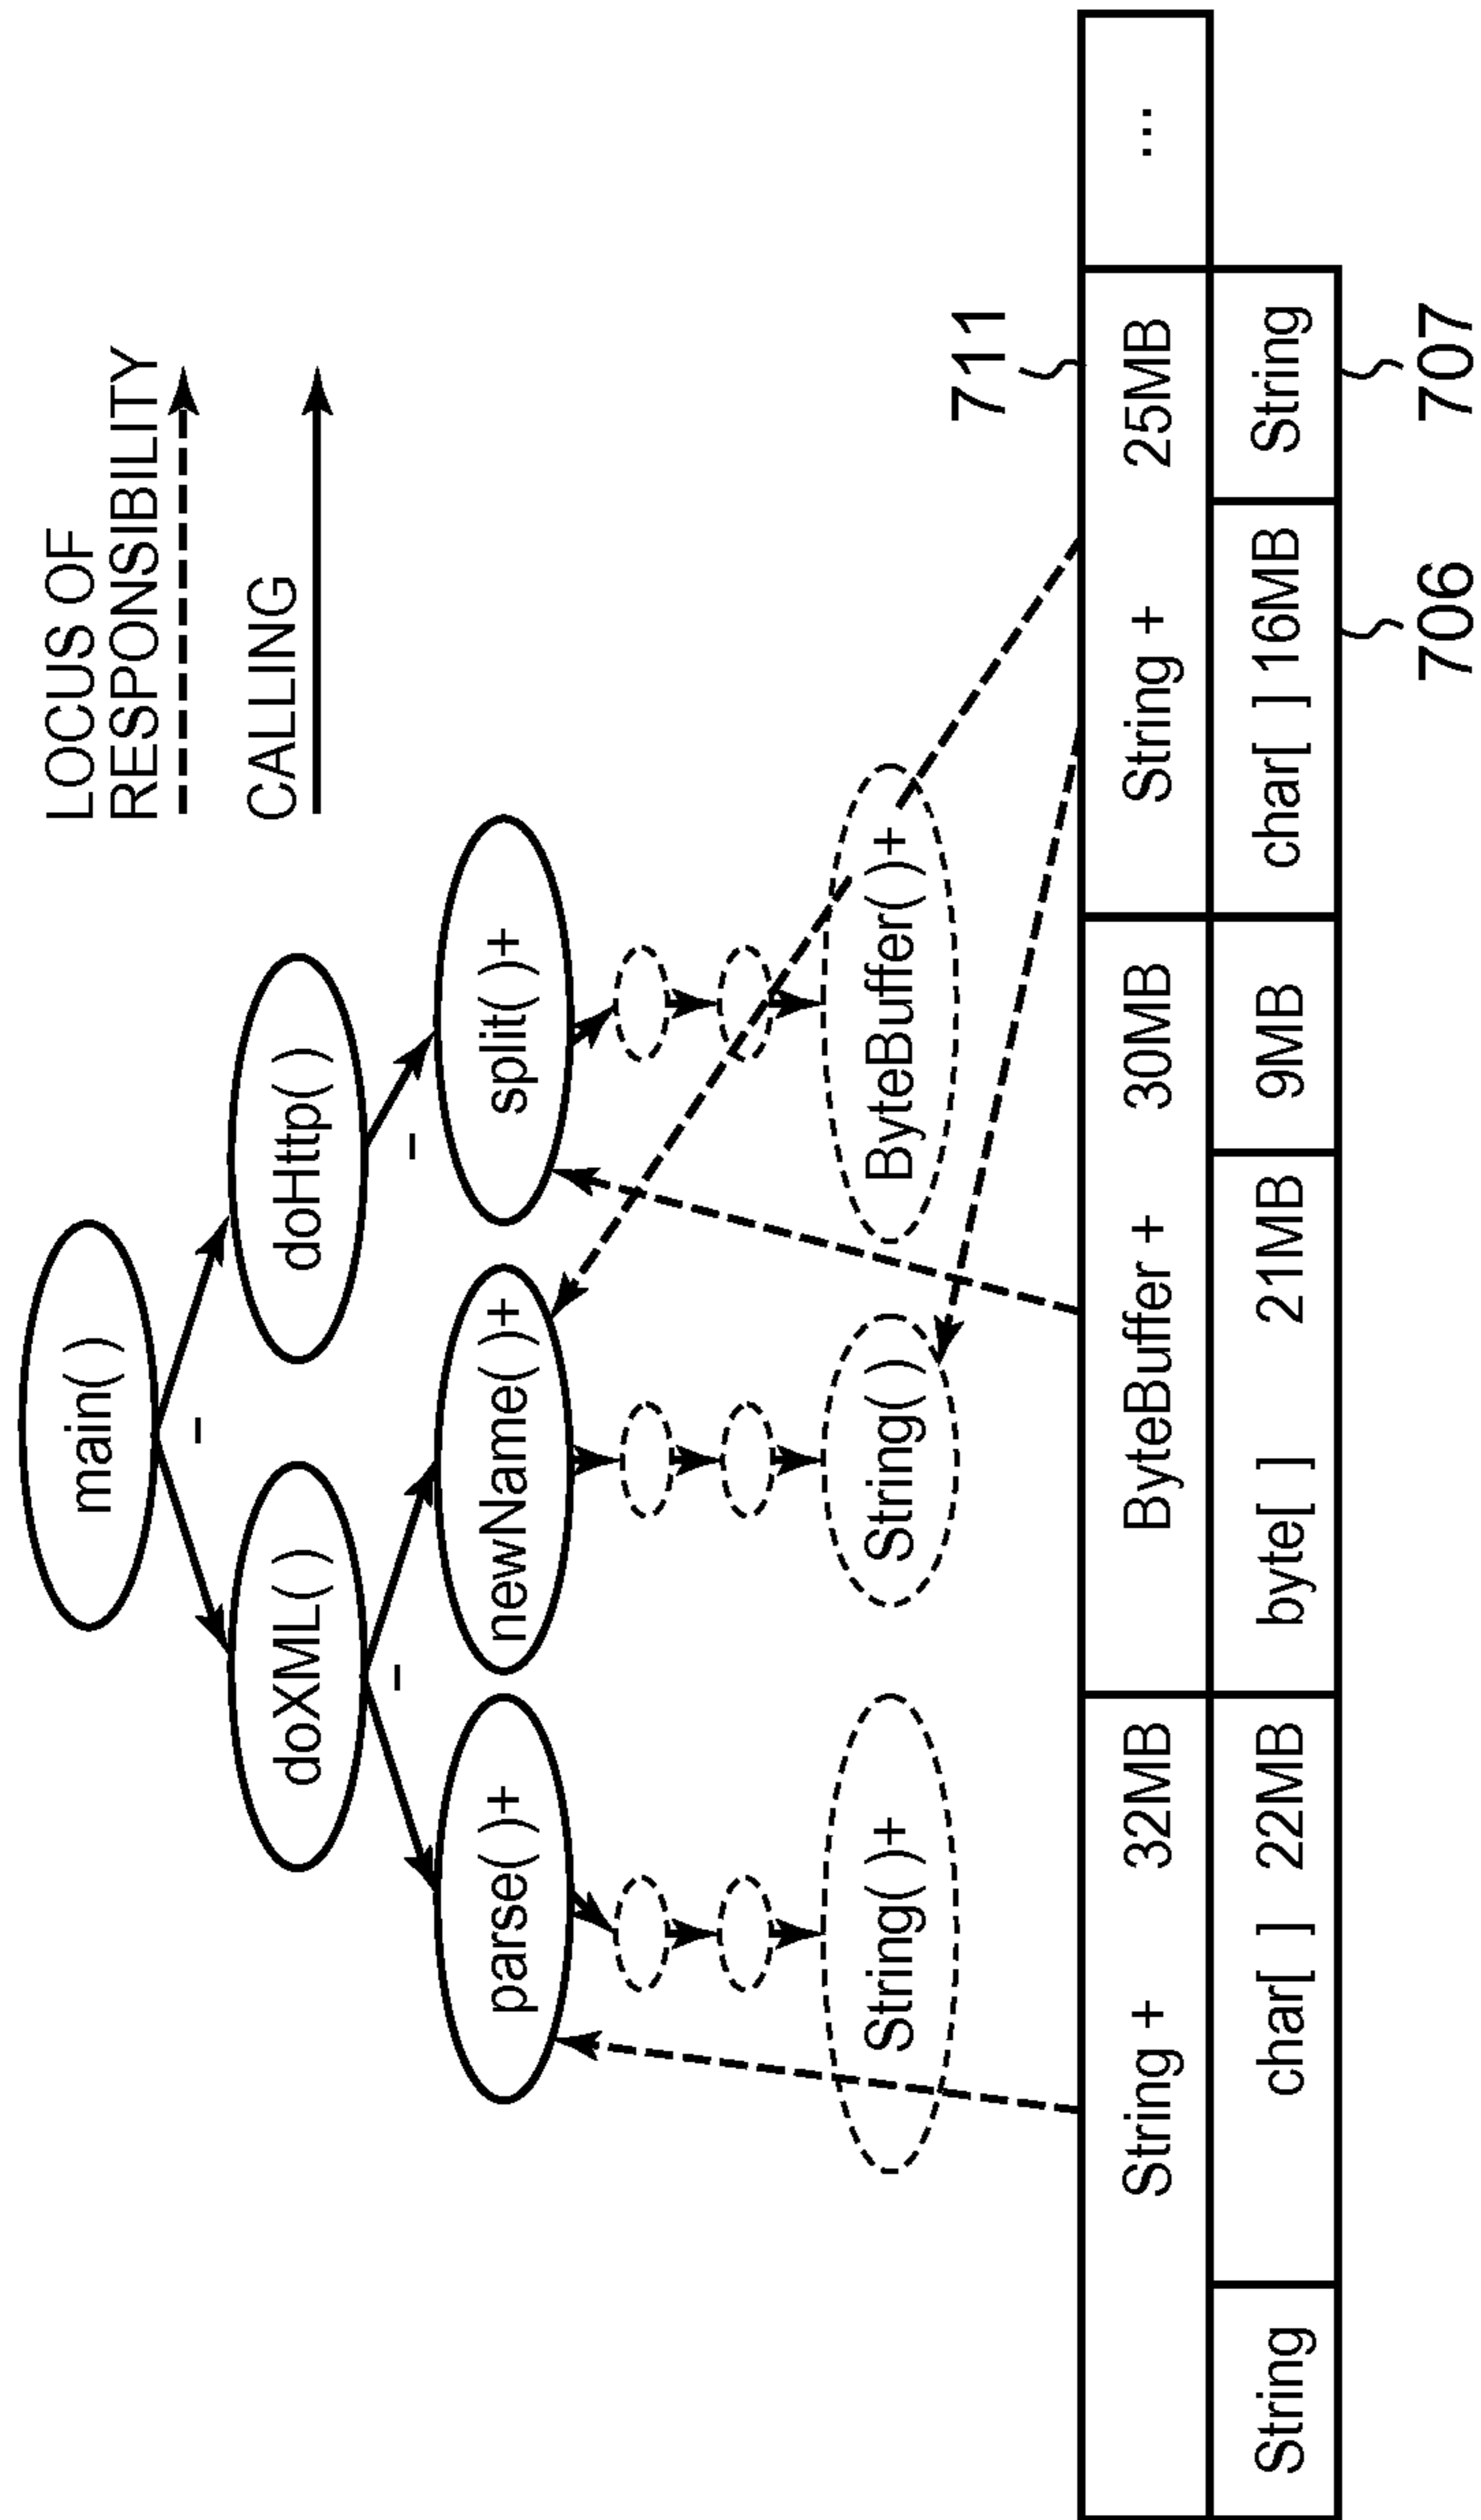 main( )
LOCUS OF
RESPONSIBILITY
–
doXML( )
doHttp( )
CALLING
–
–
parse( )+
newName( )+
split( )+
String( )+
String( )
ByteBuffer( )+
711
String + 32MB
ByteBuffer + 30MB
String + 25MB
...
String
char[ ] 22MB
byte[ ] 21MB
9MB
char[ ] 16MB
String
706
707